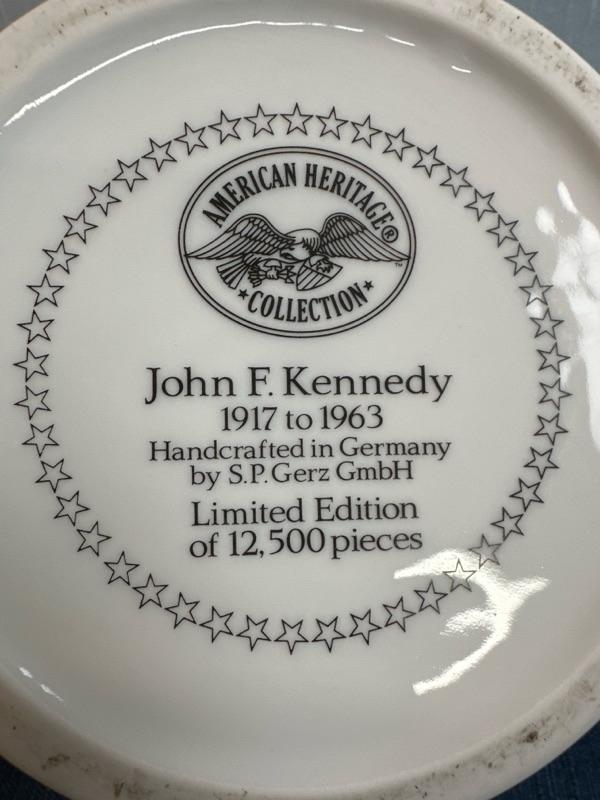 AMERICAN HERITAGE®
COLLECTION™
John F. Kennedy
1917 to 1963
Handcrafted in Germany
by S.P. Gerz GmbH
Limited Edition
of 12,500 pieces